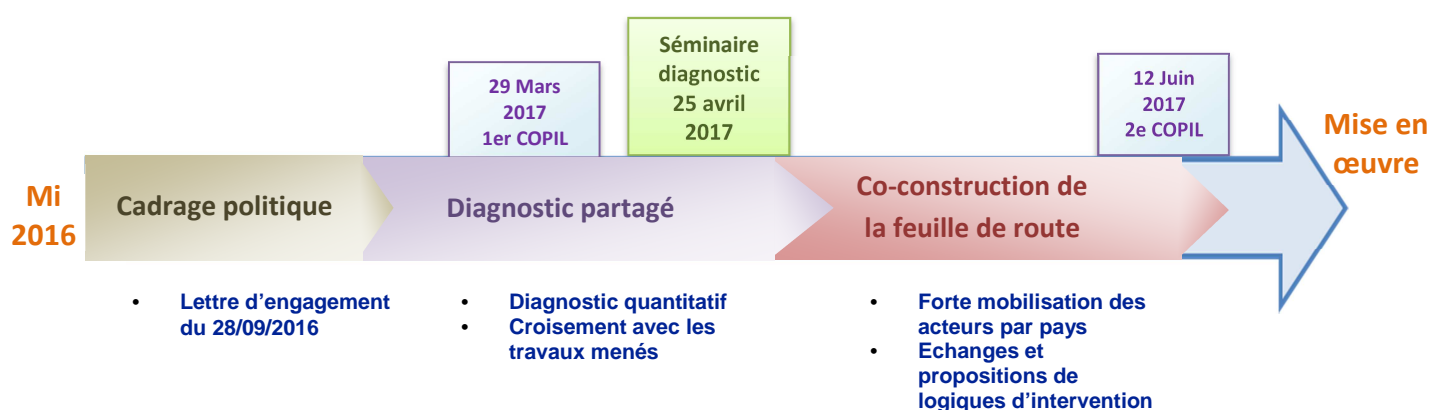 Séminaire
diagnostic
25 avril
2017
29 Mars
2017
1er COPIL
12 Juin
2017
2e COPIL
Mi
2016
Cadrage politique
Diagnostic partagé
Co-construction de
la feuille de route
Mise en
œuvre
• Lettre d’engagement
du 28/09/2016
• Diagnostic quantitatif
• Croisement avec les
travaux menés
• Forte mobilisation des
acteurs par pays
• Echanges et
propositions de
logiques d’intervention